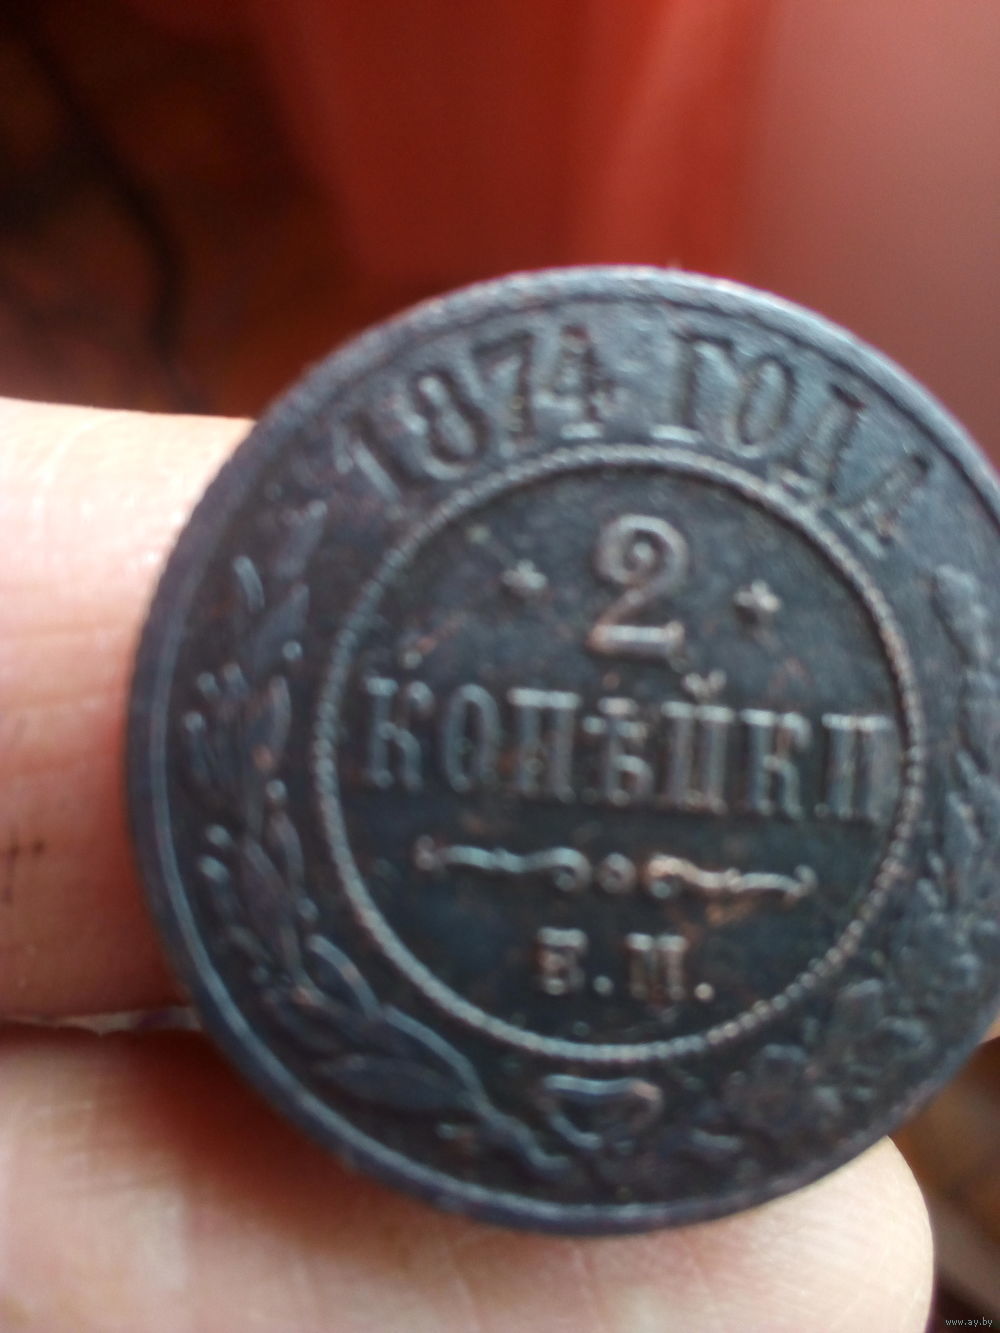 1874 ГОДА
* 2 *
КОПѢЙКИ
Е.М.
www.ay.by